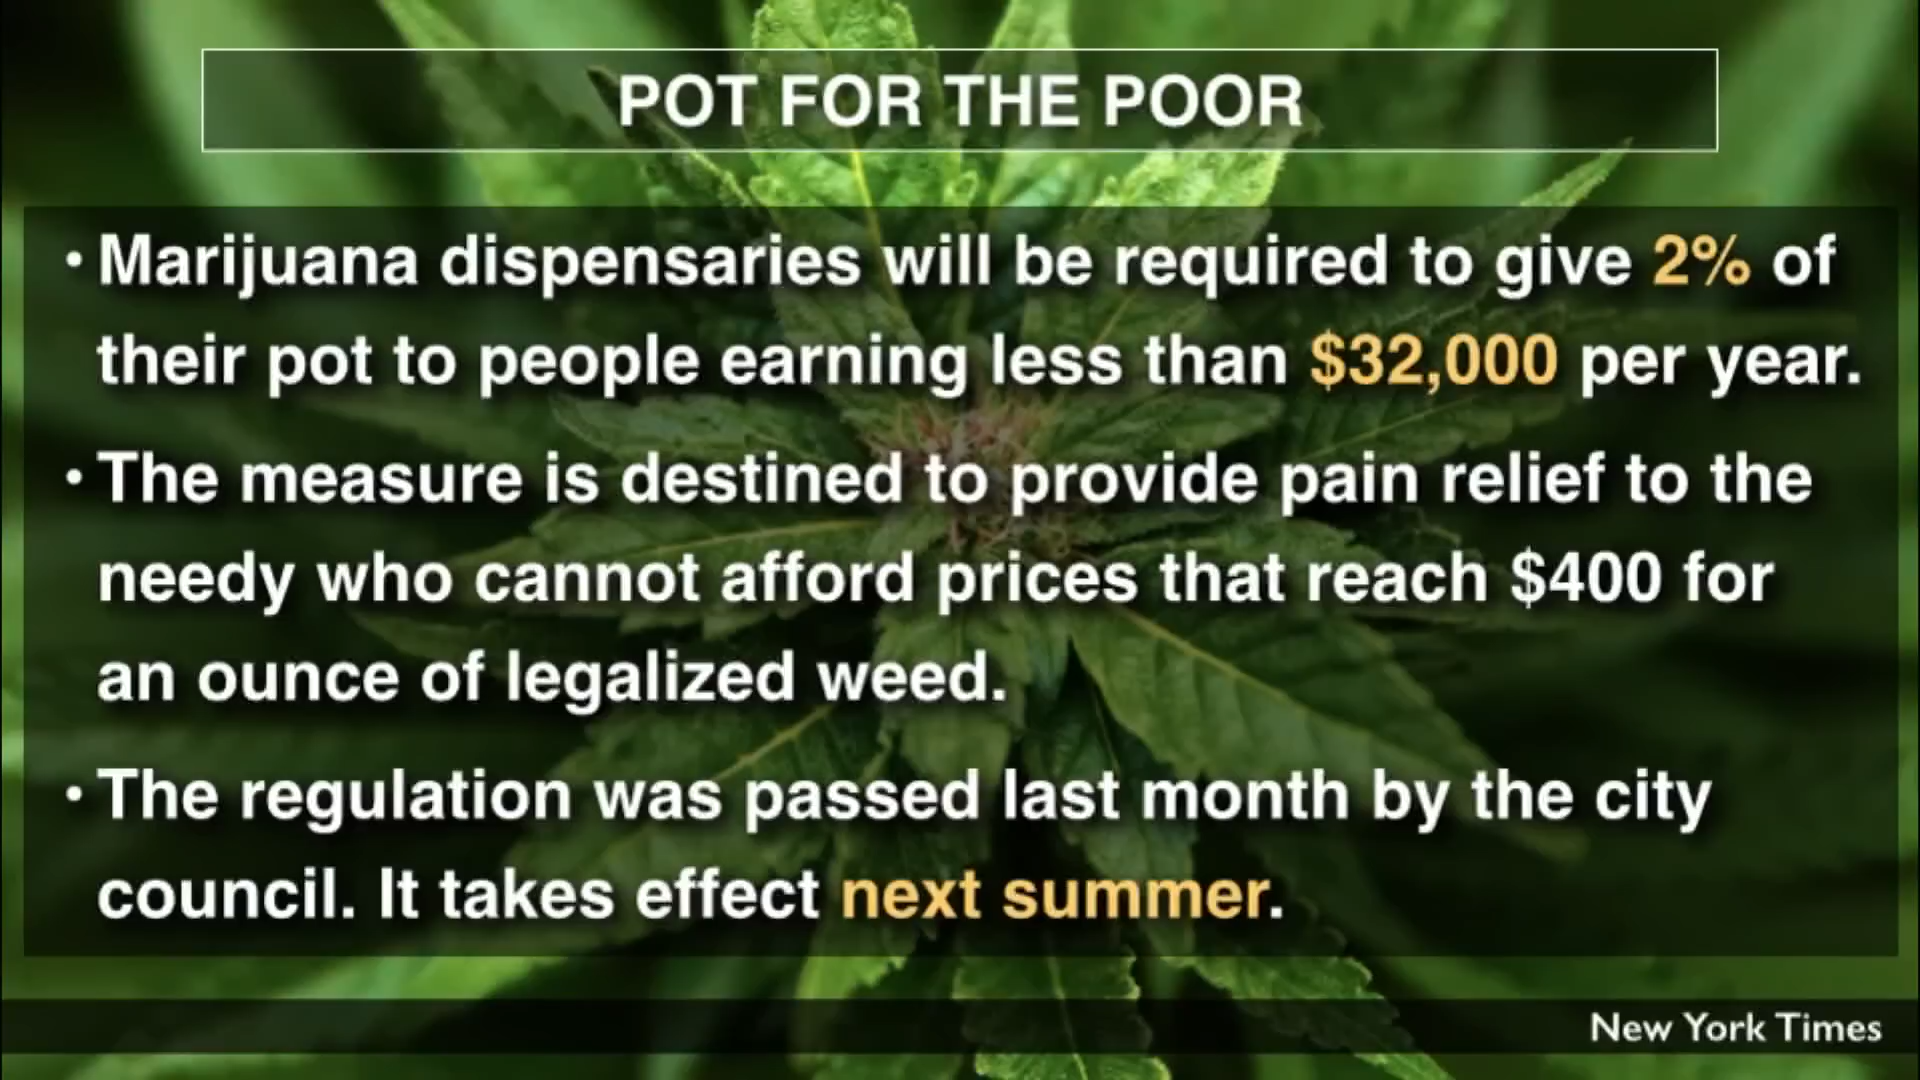 POT FOR THE POOR
• Marijuana dispensaries will be required to give 2% of
their pot to people earning less than $32,000 per year.
• The measure is destined to provide pain relief to the
needy who cannot afford prices that reach $400 for
an ounce of legalized weed.
• The regulation was passed last month by the city
council. It takes effect next summer.
New York Times